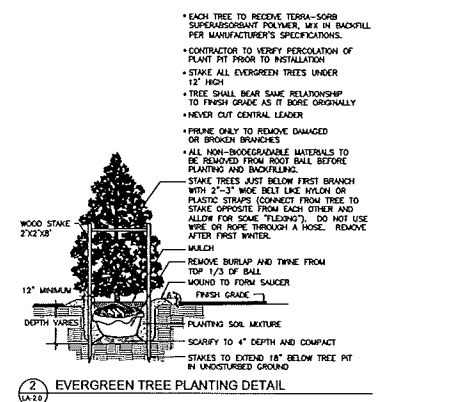 • EACH TREE TO RECEIVE TERRA-SORB
SUPERABSORBANT POLYMER, MIX IN BACKFILL
PER MANUFACTURER'S SPECIFICATIONS.
• CONTRACTOR TO VERIFY PERCOLATION OF
PLANT PIT PRIOR TO INSTALLATION
• STAKE ALL EVERGREEN TREES UNDER
12' HIGH
• TREE SHALL BEAR SAME RELATIONSHIP
TO FINISH GRADE AS IT BORE ORIGINALLY
• NEVER CUT CENTRAL LEADER
• PRUNE ONLY TO REMOVE DAMAGED
OR BROKEN BRANCHES
• ALL NON-BIODEGRADABLE MATERIALS TO
BE REMOVED FROM ROOT BALL BEFORE
PLANTING AND BACKFILLING.
STAKE TREES JUST BELOW FIRST BRANCH
WITH 2"-3" WIDE BELT LIKE NYLON OR
PLASTIC STRAPS (CONNECT FROM TREE TO
STAKE OPPOSITE FROM EACH OTHER AND
ALLOW FOR SOME "FLEXING"). DO NOT USE
WIRE OR ROPE THROUGH A HOSE. REMOVE
AFTER FIRST WINTER.
WOOD STAKE
2"X2"X8'
MULCH
REMOVE BURLAP AND TWINE FROM
TOP 1/3 OF BALL
MOUND TO FORM SAUCER
12" MINIMUM
FINISH GRADE
DEPTH VARIES
PLANTING SOIL MIXTURE
SCARIFY TO 4" DEPTH AND COMPACT
STAKES TO EXTEND 18" BELOW TREE PIT
IN UNDISTURBED GROUND
2 EVERGREEN TREE PLANTING DETAIL
LA-2.0